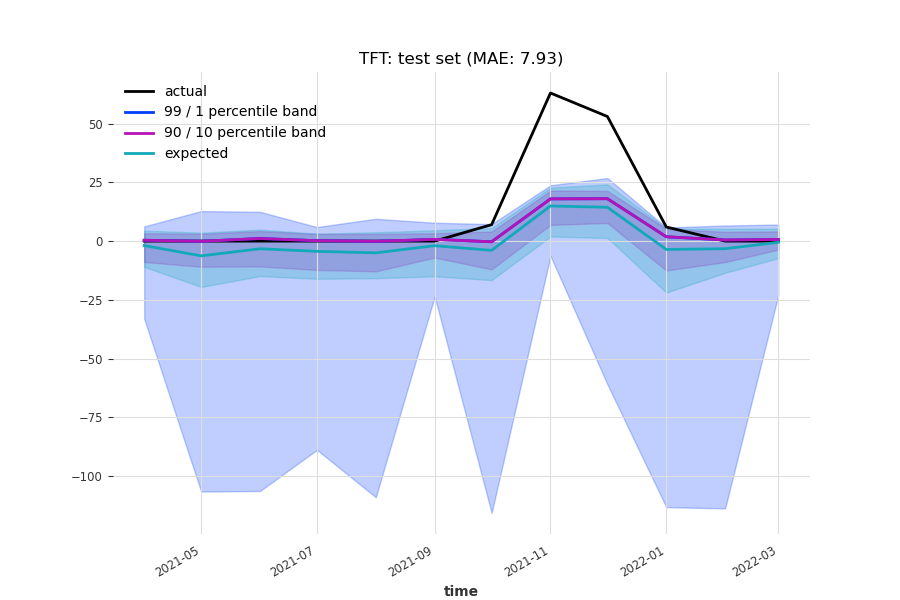 TFT: test set (MAE: 7.93)
actual
99 / 1 percentile band
90 / 10 percentile band
expected
50
25
0
−25
−50
−75
−100
2021-05
2021-07
2021-09
2021-11
2022-01
2022-03
time